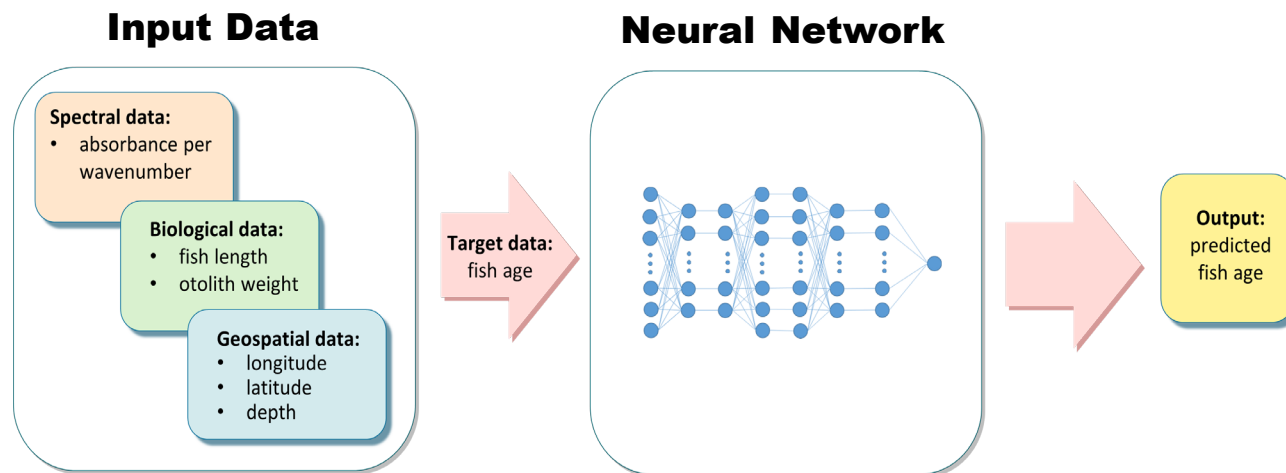 Input Data
Spectral data:
• absorbance per
wavenumber
Biological data:
• fish length
• otolith weight
Geospatial data:
• longitude
• latitude
• depth
Target data:
fish age
Neural Network
Output:
predicted
fish age